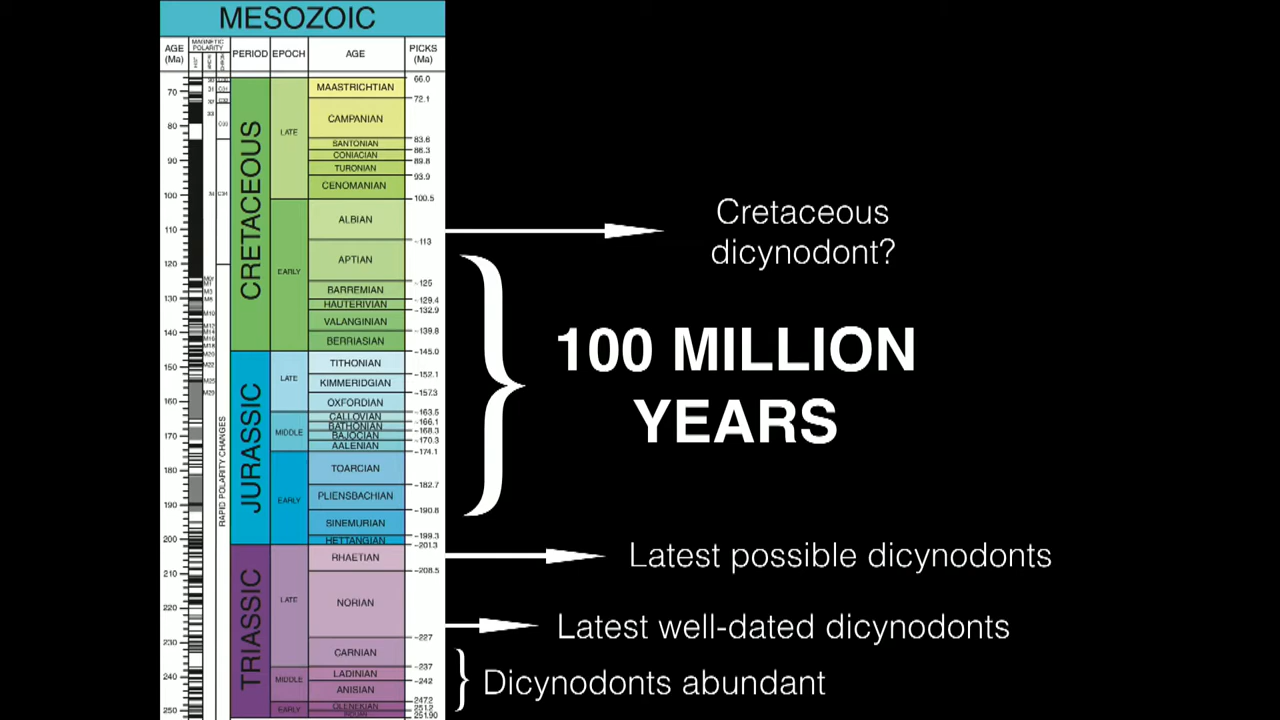 MESOZOIC
AGE
(Ma)
MAGNETIC
POLARITY
PERIOD
EPOCH
AGE
PICKS
(Ma)
70
80
90
100
110
120
130
140
150
160
170
180
190
200
210
220
230
240
250
RAPID POLARITY CHANGES
CRETACEOUS
JURASSIC
TRIASSIC
LATE
EARLY
LATE
MIDDLE
EARLY
LATE
MIDDLE
EARLY
MAASTRICHTIAN
CAMPANIAN
SANTONIAN
CONIACIAN
TURONIAN
CENOMANIAN
ALBIAN
APTIAN
BARREMIAN
HAUTERIVIAN
VALANGINIAN
BERRIASIAN
TITHONIAN
KIMMERIDGIAN
OXFORDIAN
CALLOVIAN
BATHONIAN
BAJOCIAN
AALENIAN
TOARCIAN
PLIENSBACHIAN
SINEMURIAN
HETTANGIAN
RHAETIAN
NORIAN
CARNIAN
LADINIAN
ANISIAN
OLENEKIAN
66.0
72.1
83.6
86.3
89.8
93.9
100.5
~113
~125
~129.4
~132.9
~139.8
~145.0
~152.1
~157.3
~163.5
~166.1
~168.3
~170.3
~174.1
~182.7
~190.8
~199.3
~201.3
~208.5
~227
~237
~242
247.2
251.2
251.90
Cretaceous
dicynodont?
100 MILLION
YEARS
Latest possible dicynodonts
Latest well-dated dicynodonts
Dicynodonts abundant